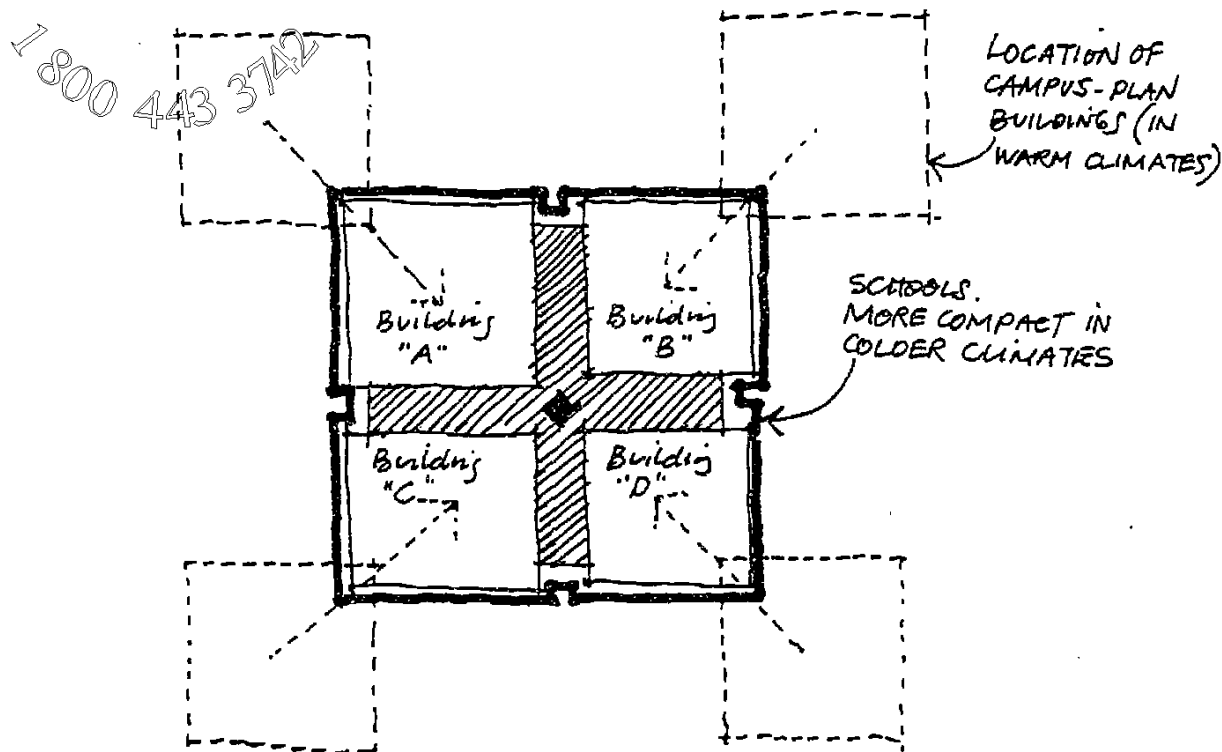 1 800 443 3742
LOCATION OF
CAMPUS-PLAN
BUILDINGS (IN
WARM CLIMATES)
SCHOOLS.
MORE COMPACT IN
COLDER CLIMATES
Building
"A"
Building
"B"
Building
"C"
Building
"D"